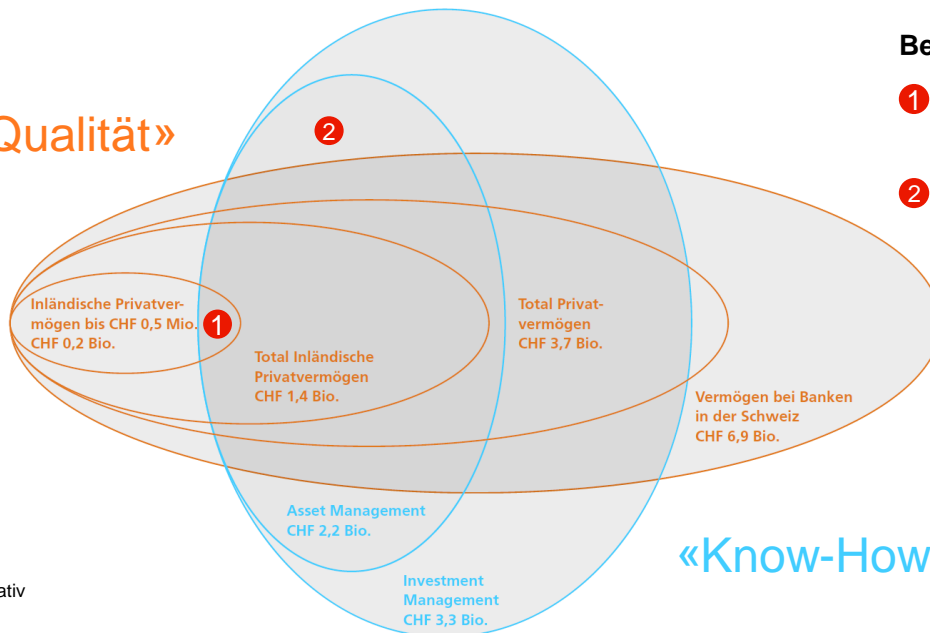 Be
1
Qualität»
2
2
Inländische Privatver-
mögen bis CHF 0,5 Mio.
CHF 0,2 Bio.
1
Total Inländische
Privatvermögen
CHF 1,4 Bio.
Total Privat-
vermögen
CHF 3,7 Bio.
Vermögen bei Banken
in der Schweiz
CHF 6,9 Bio.
Asset Management
CHF 2,2 Bio.
«Know-How
Investment
Management
CHF 3,3 Bio.
ativ